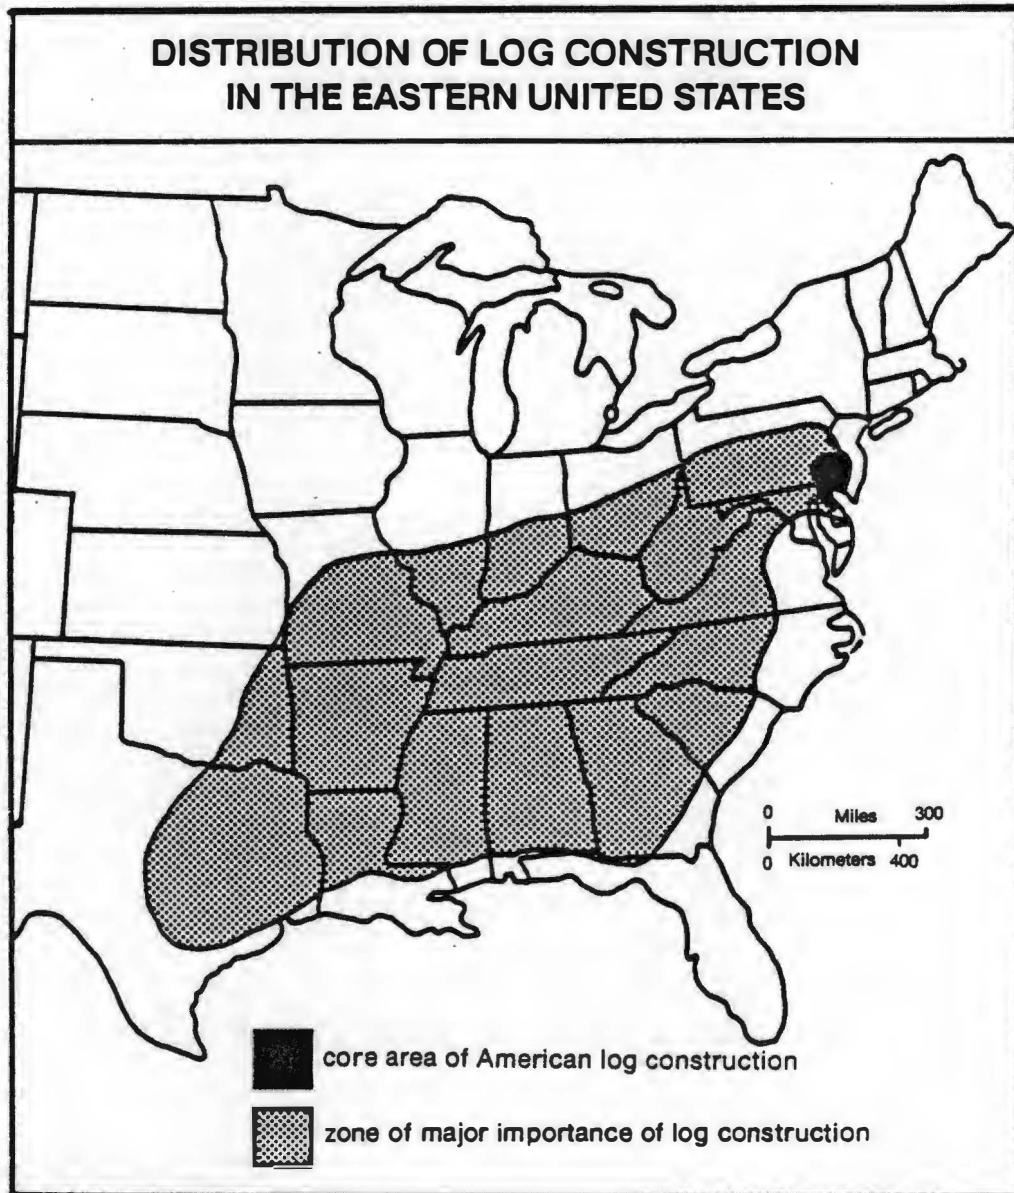 DISTRIBUTION OF LOG CONSTRUCTION
IN THE EASTERN UNITED STATES
0 Miles 300
0 Kilometers 400
core area of American log construction
zone of major importance of log construction